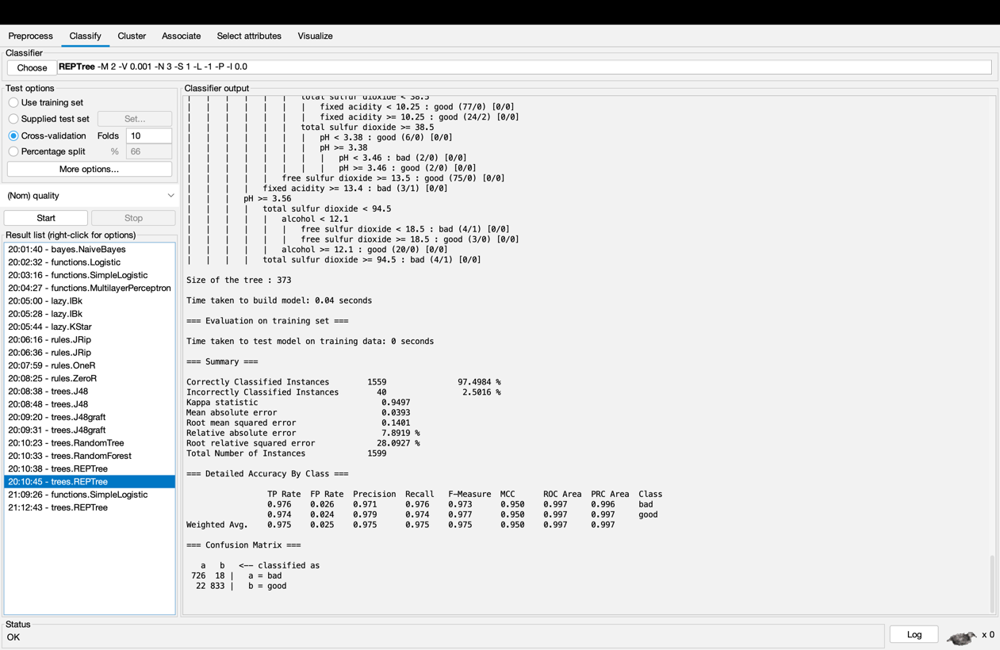 Preprocess Classify Cluster Associate Select attributes Visualize
Classifier
Choose REPTree -M 2 -V 0.001 -N 3 -S 1 -L -1 -P -I 0.0
Test options
Use training set
Supplied test set Set...
Cross-validation Folds 10
Percentage split % 66
More options...
(Nom) quality
Start Stop
Result list (right-click for options)
20:01:40 - bayes.NaiveBayes
20:02:32 - functions.Logistic
20:03:16 - functions.SimpleLogistic
20:04:27 - functions.MultilayerPerceptron
20:05:00 - lazy.IBk
20:05:28 - lazy.IBk
20:05:44 - lazy.KStar
20:06:16 - rules.JRip
20:06:36 - rules.JRip
20:07:59 - rules.OneR
20:08:25 - rules.ZeroR
20:08:38 - trees.J48
20:08:48 - trees.J48
20:09:20 - trees.J48graft
20:09:31 - trees.J48graft
20:10:23 - trees.RandomTree
20:10:33 - trees.RandomForest
20:10:38 - trees.REPTree
20:10:45 - trees.REPTree
21:09:26 - functions.SimpleLogistic
21:12:43 - trees.REPTree
Classifier output
| | | | | | total sulfur dioxide < 38.5
| | | | | | | fixed acidity < 10.25 : good (77/0) [0/0]
| | | | | | | fixed acidity >= 10.25 : good (24/2) [0/0]
| | | | | | total sulfur dioxide >= 38.5
| | | | | | | pH < 3.38 : good (6/0) [0/0]
| | | | | | | pH >= 3.38
| | | | | | | | pH < 3.46 : bad (2/0) [0/0]
| | | | | | | | pH >= 3.46 : good (2/0) [0/0]
| | | | | free sulfur dioxide >= 13.5 : good (75/0) [0/0]
| | | | fixed acidity >= 13.4 : bad (3/1) [0/0]
| | | pH >= 3.56
| | | | total sulfur dioxide < 94.5
| | | | | alcohol < 12.1
| | | | | | free sulfur dioxide < 18.5 : bad (4/1) [0/0]
| | | | | | free sulfur dioxide >= 18.5 : good (3/0) [0/0]
| | | | | alcohol >= 12.1 : good (20/0) [0/0]
| | | | total sulfur dioxide >= 94.5 : bad (4/1) [0/0]
Size of the tree : 373
Time taken to build model: 0.04 seconds
=== Evaluation on training set ===
Time taken to test model on training data: 0 seconds
=== Summary ===
Correctly Classified Instances 1559 97.4984 %
Incorrectly Classified Instances 40 2.5016 %
Kappa statistic 0.9497
Mean absolute error 0.0393
Root mean squared error 0.1401
Relative absolute error 7.8919 %
Root relative squared error 28.0927 %
Total Number of Instances 1599
=== Detailed Accuracy By Class ===
TP Rate FP Rate Precision Recall F-Measure MCC ROC Area PRC Area Class
0.976 0.026 0.971 0.976 0.973 0.950 0.997 0.996 bad
0.974 0.024 0.979 0.974 0.977 0.950 0.997 0.997 good
Weighted Avg. 0.975 0.025 0.975 0.975 0.975 0.950 0.997 0.997
=== Confusion Matrix ===
a b <-- classified as
726 18 | a = bad
22 833 | b = good
Status
OK
Log x 0